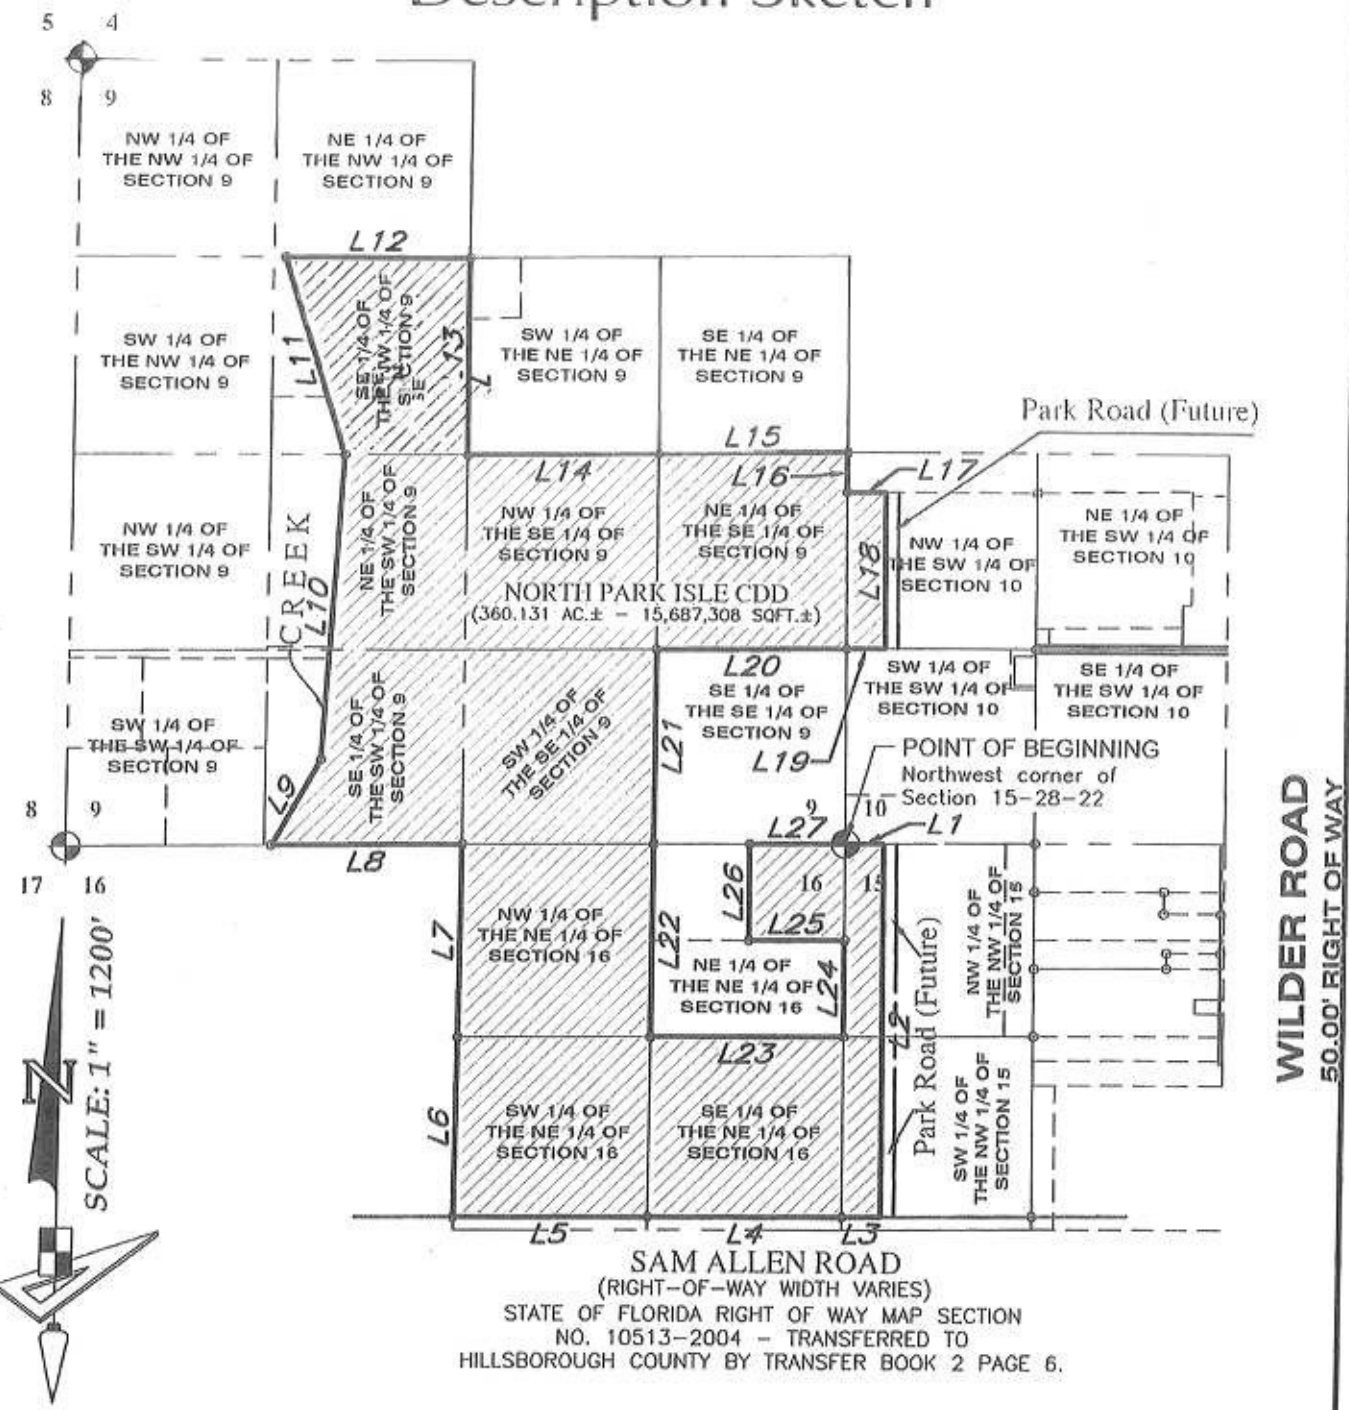 Description Sketch
5 4
8 9
NW 1/4 OF
THE NW 1/4 OF
SECTION 9
NE 1/4 OF
THE NW 1/4 OF
SECTION 9
L12
SW 1/4 OF
THE NW 1/4 OF
SECTION 9
L11
SE 1/4 OF
THE NW 1/4 OF
SECTION 9
L13
SW 1/4 OF
THE NE 1/4 OF
SECTION 9
SE 1/4 OF
THE NE 1/4 OF
SECTION 9
Park Road (Future)
L15
L14
L16
L17
NW 1/4 OF
THE SW 1/4 OF
SECTION 9
CREEK
L10
NE 1/4 OF
THE SW 1/4 OF
SECTION 9
NW 1/4 OF
THE SE 1/4 OF
SECTION 9
NE 1/4 OF
THE SE 1/4 OF
SECTION 9
L18
NW 1/4 OF
THE SW 1/4 OF
SECTION 10
NE 1/4 OF
THE SW 1/4 OF
SECTION 10
NORTH PARK ISLE CDD
(360.131 AC.± – 15,687,308 SQFT.±)
L20
SW 1/4 OF
THE SW 1/4 OF
SECTION 9
L9
SE 1/4 OF
THE SW 1/4 OF
SECTION 9
SW 1/4 OF
THE SE 1/4 OF
SECTION 9
L21
SE 1/4 OF
THE SE 1/4 OF
SECTION 9
L19
SW 1/4 OF
THE SW 1/4 OF
SECTION 10
SE 1/4 OF
THE SW 1/4 OF
SECTION 10
POINT OF BEGINNING
Northwest corner of
Section 15-28-22
8 9
17 16
9 10
16 15
L27
L1
L8
L7
NW 1/4 OF
THE NE 1/4 OF
SECTION 16
L22
L26
L25
NE 1/4 OF
THE NE 1/4 OF
SECTION 16
L24
L23
L2
Park Road (Future)
NW 1/4 OF
THE NW 1/4 OF
SECTION 15
WILDER ROAD
50.00' RIGHT OF WAY
N
SCALE: 1" = 1200'
L6
SW 1/4 OF
THE NE 1/4 OF
SECTION 16
SE 1/4 OF
THE NE 1/4 OF
SECTION 16
SW 1/4 OF
THE NW 1/4 OF
SECTION 15
L5
L4
L3
SAM ALLEN ROAD
(RIGHT-OF-WAY WIDTH VARIES)
STATE OF FLORIDA RIGHT OF WAY MAP SECTION
NO. 10513-2004 – TRANSFERRED TO
HILLSBOROUGH COUNTY BY TRANSFER BOOK 2 PAGE 6.